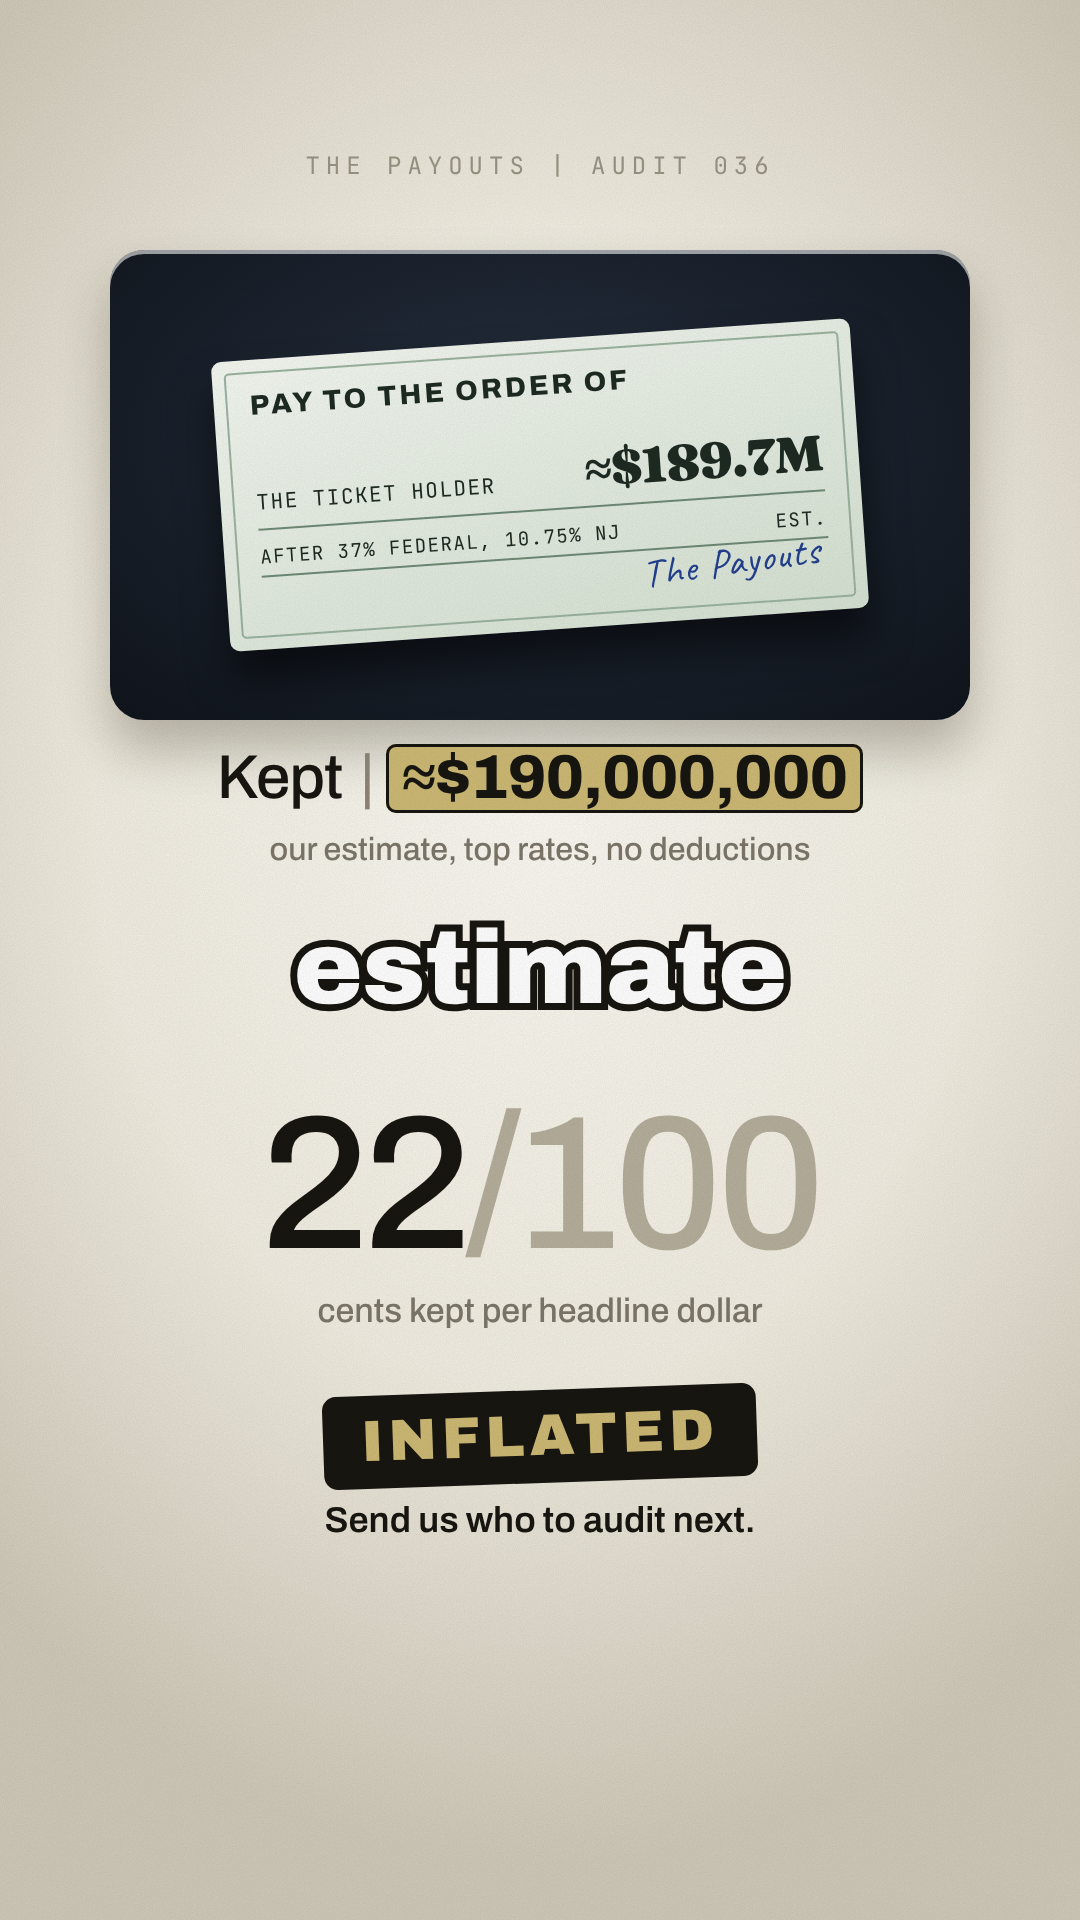 THE PAYOUTS | AUDIT 036
PAY TO THE ORDER OF
THE TICKET HOLDER ≈$189.7M
AFTER 37% FEDERAL, 10.75% NJ EST.
The Payouts
Kept | ≈$190,000,000
our estimate, top rates, no deductions
estimate
22/100
cents kept per headline dollar
INFLATED
Send us who to audit next.